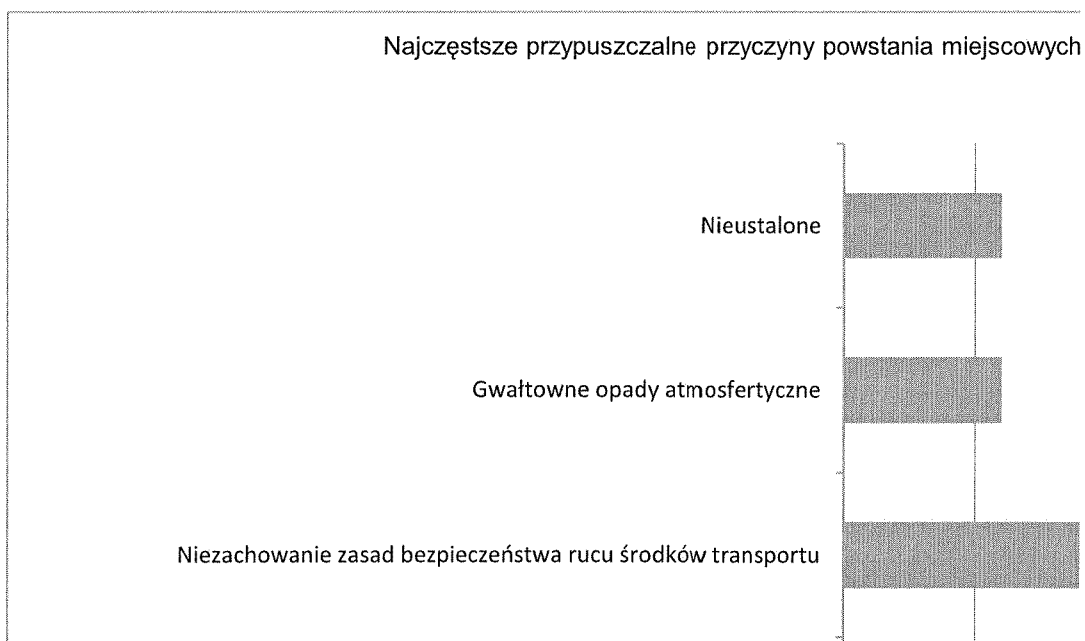 Najczęstsze przypuszczalne przyczyny powstania miejscowych
Nieustalone
Gwałtowne opady atmosfertyczne
Niezachowanie zasad bezpieczeństwa rucu środków transportu